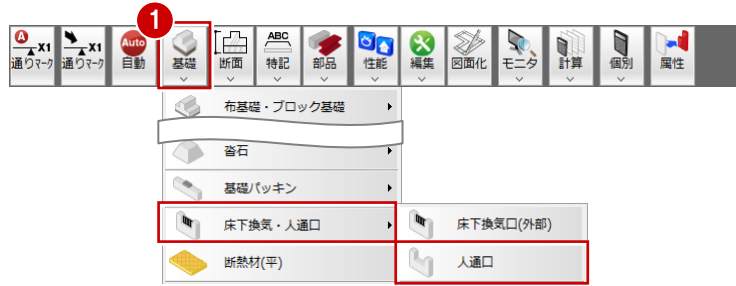 1
A X1 X1 Auto ABC
通りマーク 通りマーク 自動 基礎 断面 特記 部品 性能 編集 図面化 モニタ 計算 個別 属性
布基礎・ブロック基礎
沓石
基礎パッキン
床下換気・人通口 床下換気口(外部)
断熱材(平) 人通口